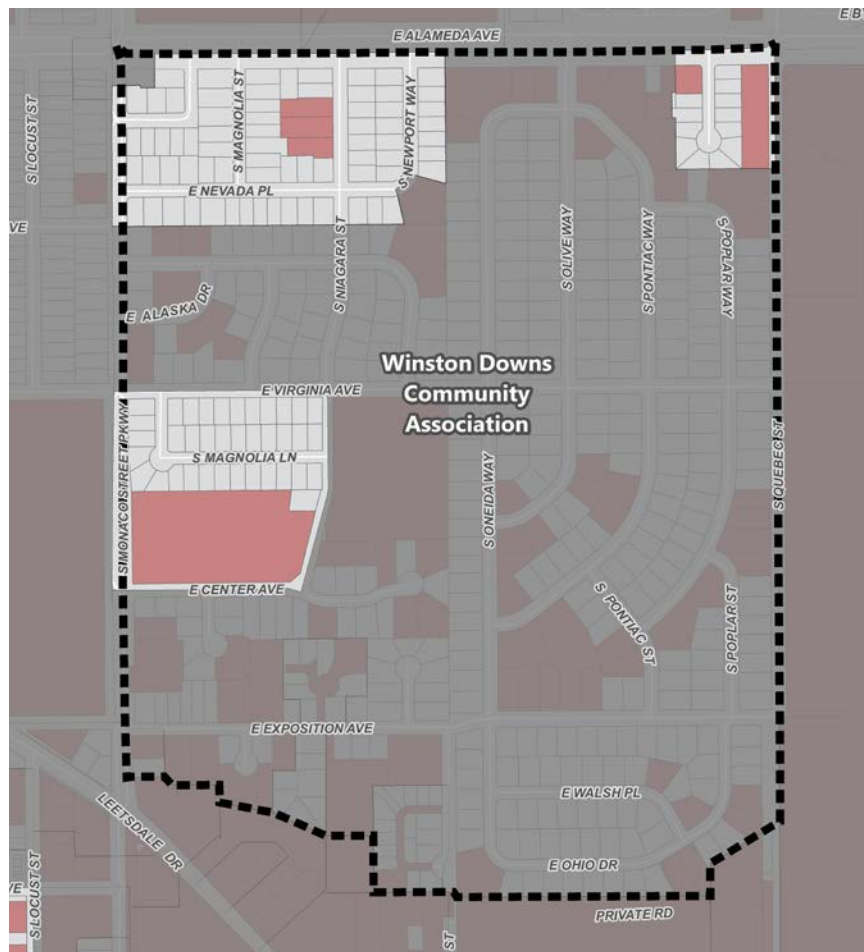 E B
E ALAMEDA AVE
S LOCUST ST
S MAGNOLIA ST
S NEWPORT WAY
E NEVADA PL
VE
S NIAGARA ST
S OLIVE WAY
S PONTIAC WAY
S POPLAR WAY
E ALASKA DR
Winston Downs
Community
Association
E VIRGINIA AVE
S MONACO STREET PKWY
S MAGNOLIA LN
S ONEIDA WAY
S QUEBEC ST
E CENTER AVE
S PONTIAC ST
S POPLAR ST
E EXPOSITION AVE
LEETSDALE DR
E WALSH PL
E OHIO DR
VE
S LOCUST ST
PRIVATE RD
ST